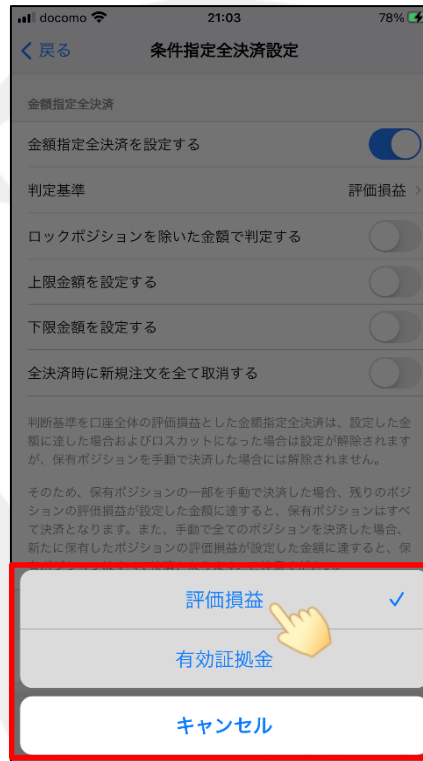 docomo 21:03 78%
戻る 条件指定全決済設定
金額指定全決済
金額指定全決済を設定する
判定基準 評価損益
ロックポジションを除いた金額で判定する
上限金額を設定する
下限金額を設定する
全決済時に新規注文を全て取消する
判断基準を口座全体の評価損益とした金額指定全決済は、設定した金
額に達した場合およびロスカットになった場合は設定が解除されます
が、保有ポジションを手動で決済した場合には解除されません。
そのため、保有ポジションの一部を手動で決済した場合、残りのポジ
ションの評価損益が設定した金額に達すると、保有ポジションはすべ
て決済となります。また、手動で全てのポジションを決済した場合、
新たに保有したポジションの評価損益が設定した金額に達すると、保
評価損益
有効証拠金
キャンセル